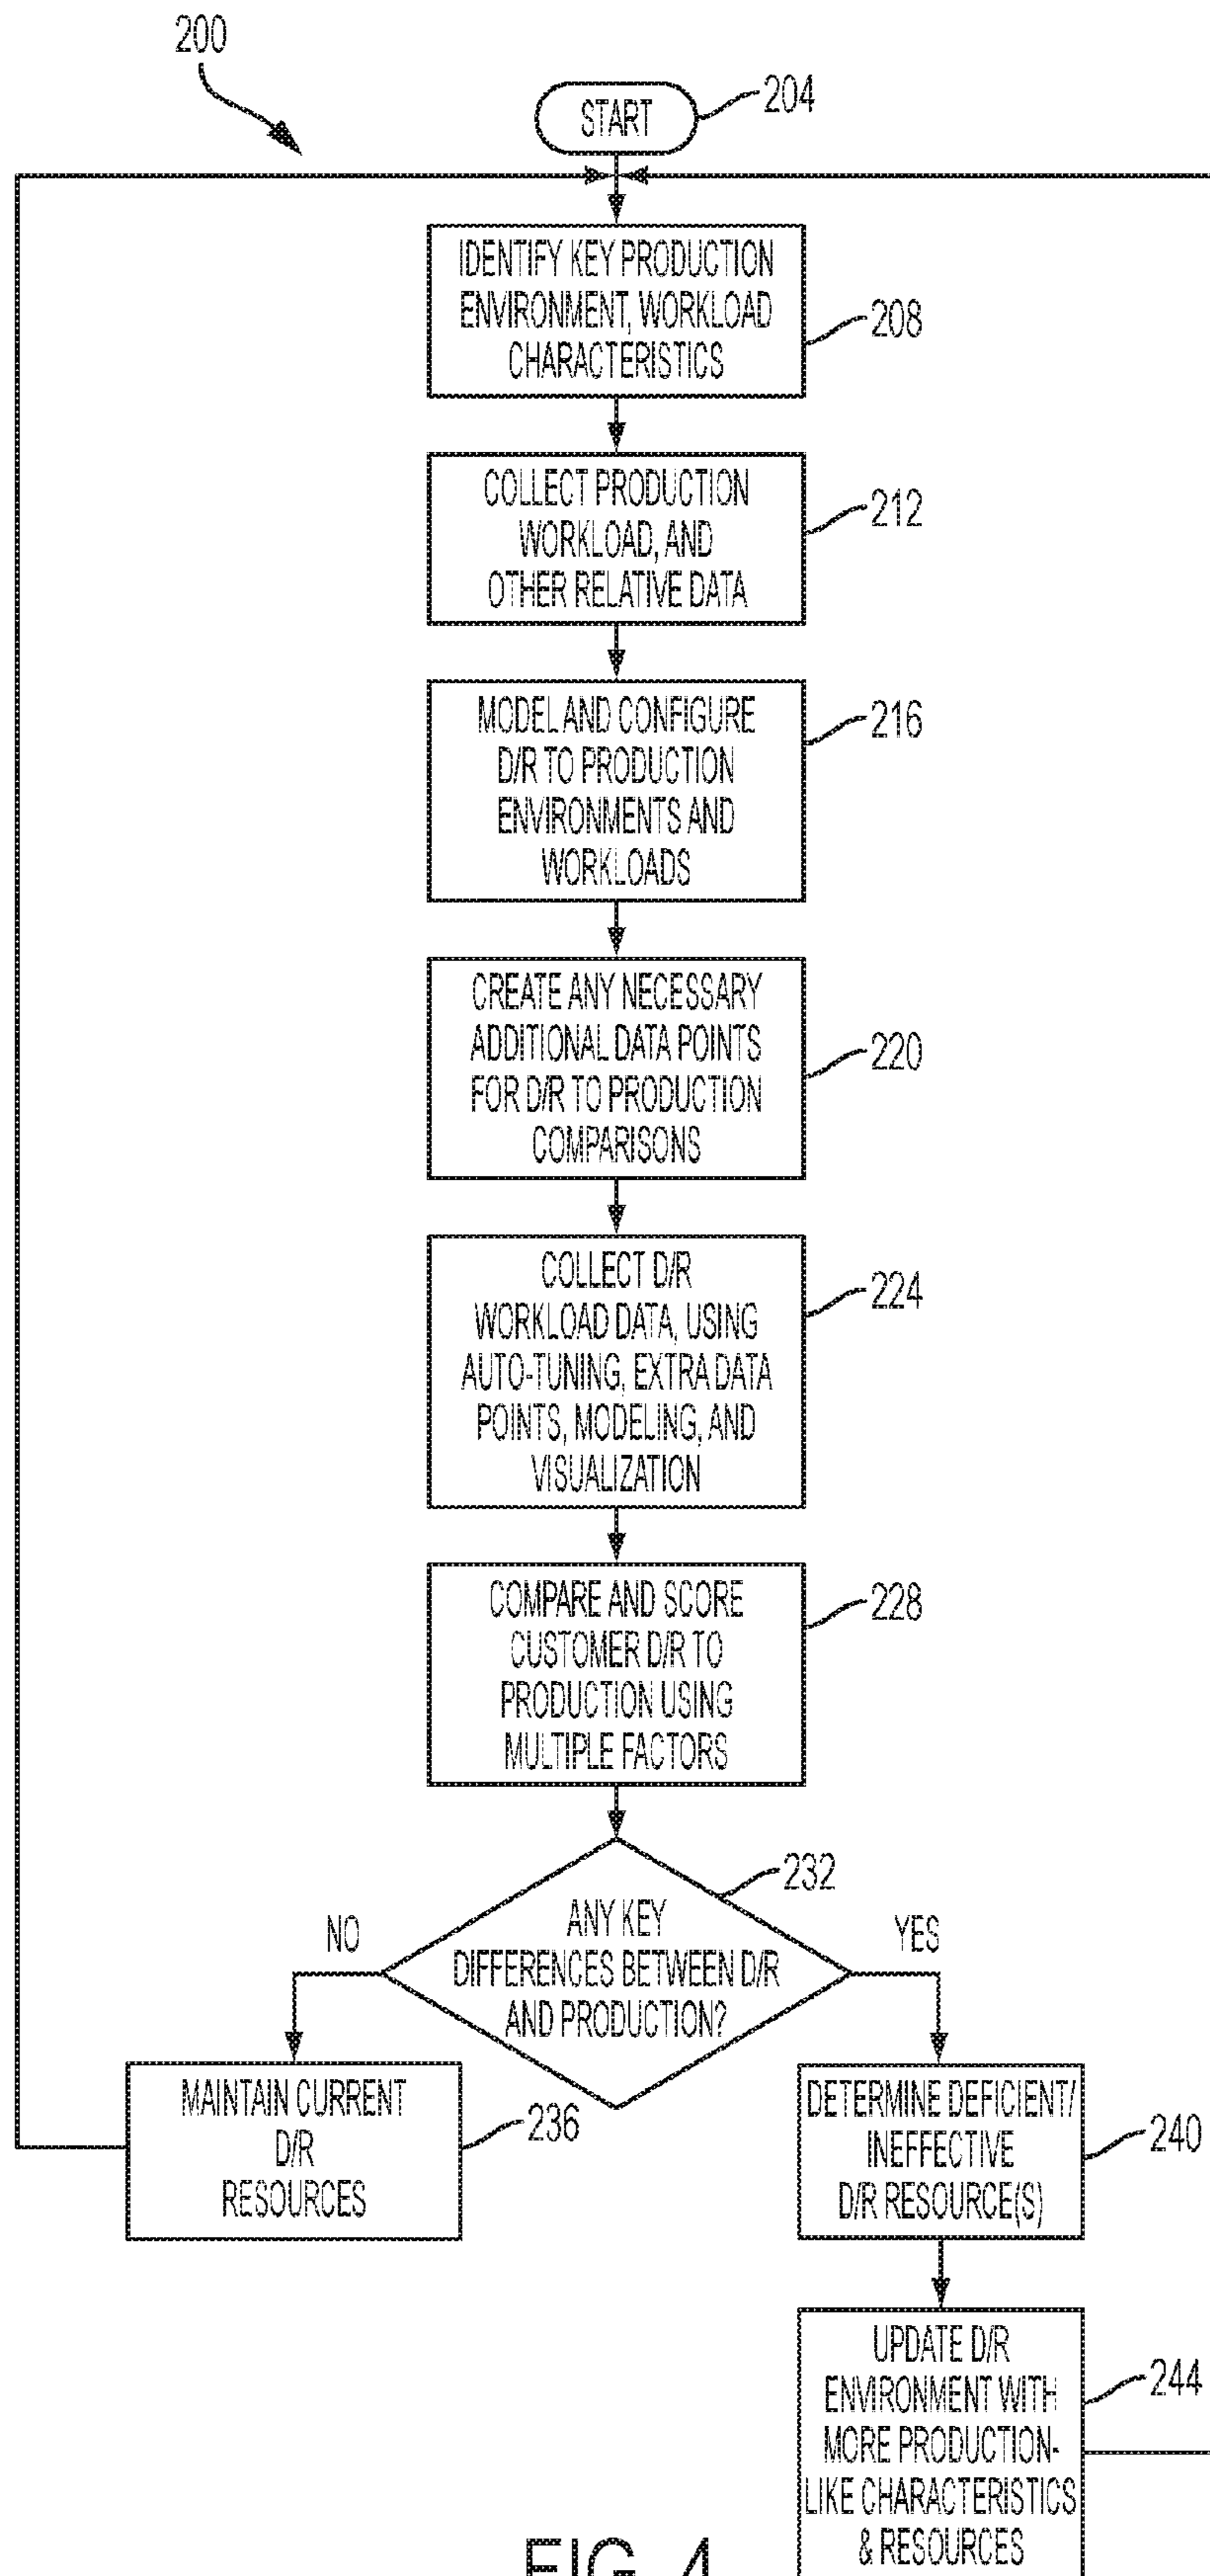 200
START
204
IDENTIFY KEY PRODUCTION
ENVIRONMENT, WORKLOAD
CHARACTERISTICS
208
COLLECT PRODUCTION
WORKLOAD, AND
OTHER RELATIVE DATA
212
MODEL AND CONFIGURE
D/R TO PRODUCTION
ENVIRONMENTS AND
WORKLOADS
216
CREATE ANY NECESSARY
ADDITIONAL DATA POINTS
FOR D/R TO PRODUCTION
COMPARISONS
220
COLLECT D/R
WORKLOAD DATA, USING
AUTO-TUNING, EXTRA DATA
POINTS, MODELING, AND
VISUALIZATION
224
COMPARE AND SCORE
CUSTOMER D/R TO
PRODUCTION USING
MULTIPLE FACTORS
228
ANY KEY
DIFFERENCES BETWEEN D/R
AND PRODUCTION?
232
NO
YES
MAINTAIN CURRENT
D/R
RESOURCES
236
DETERMINE DEFICIENT/
INEFFECTIVE
D/R RESOURCE(S)
240
UPDATE D/R
ENVIRONMENT WITH
MORE PRODUCTION-
LIKE CHARACTERISTICS
& RESOURCES
244
FIG. 4